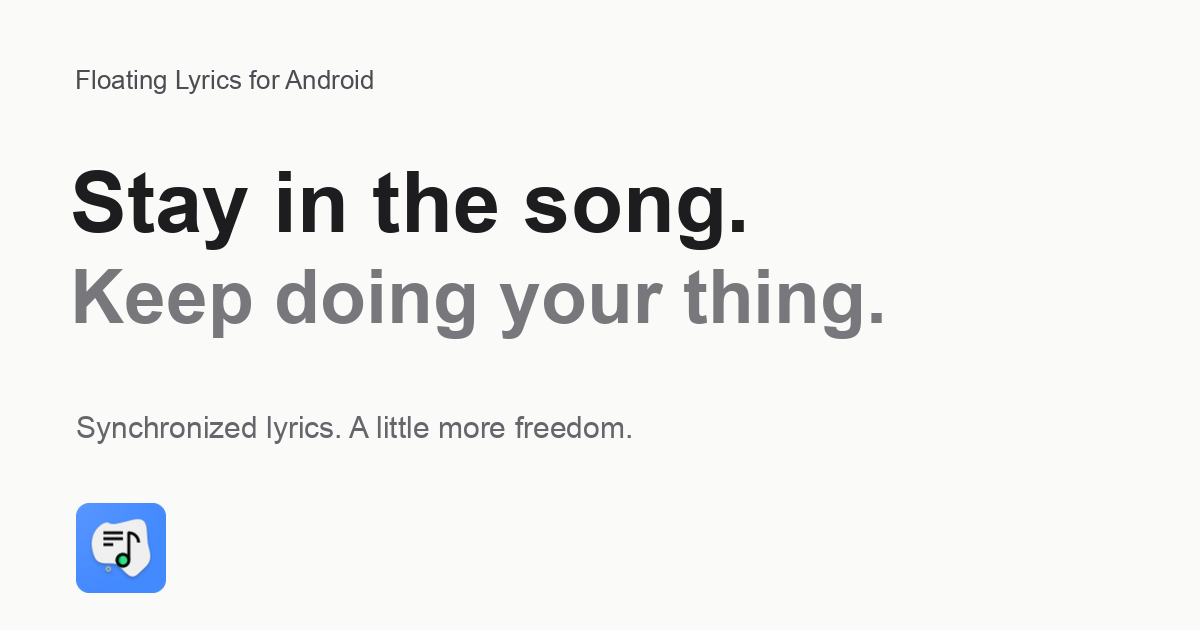 Floating Lyrics for Android
Stay in the song.
Keep doing your thing.
Synchronized lyrics. A little more freedom.